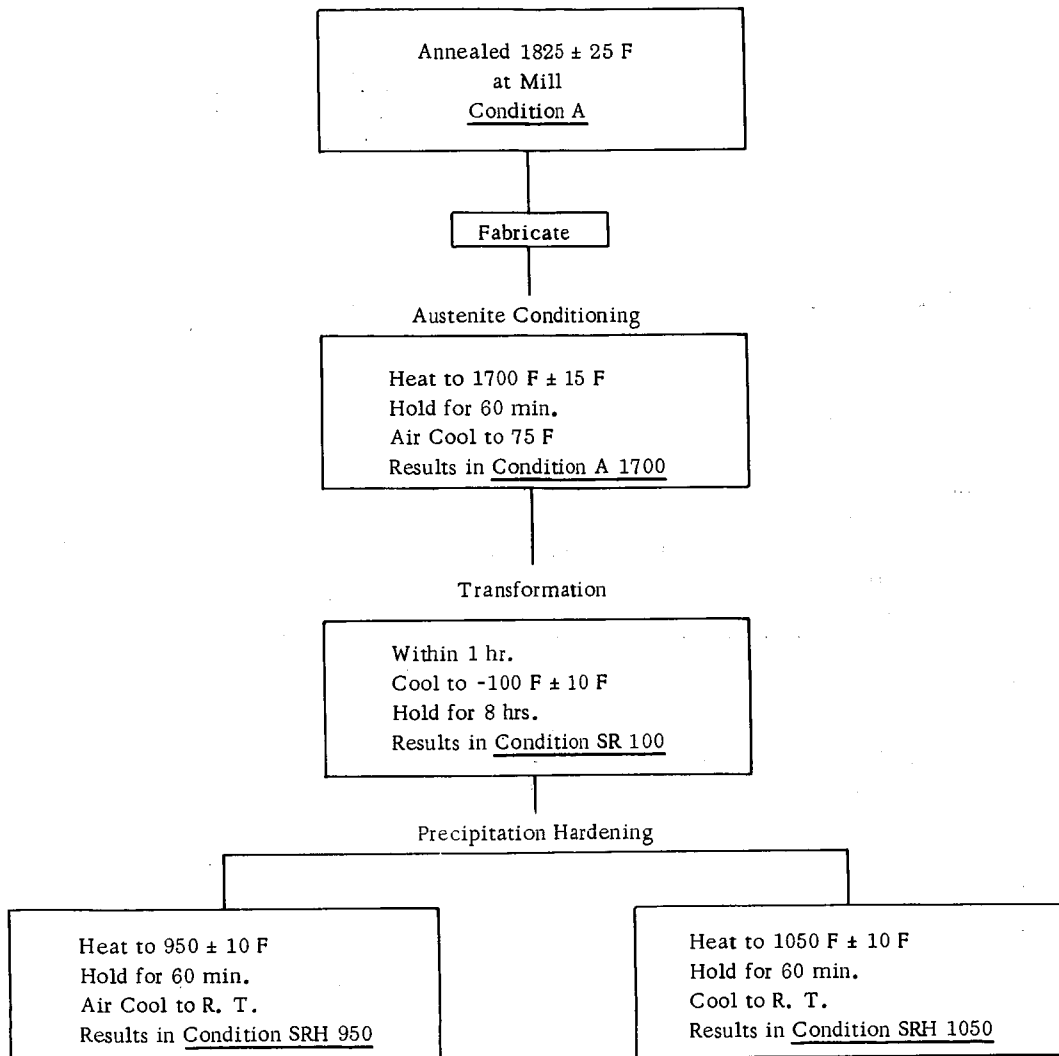 Annealed 1825 ± 25 F
at Mill
Condition A
Fabricate
Austenite Conditioning
Heat to 1700 F ± 15 F
Hold for 60 min.
Air Cool to 75 F
Results in Condition A 1700
Transformation
Within 1 hr.
Cool to -100 F ± 10 F
Hold for 8 hrs.
Results in Condition SR 100
Precipitation Hardening
Heat to 950 ± 10 F
Hold for 60 min.
Air Cool to R. T.
Results in Condition SRH 950
Heat to 1050 F ± 10 F
Hold for 60 min.
Cool to R. T.
Results in Condition SRH 1050